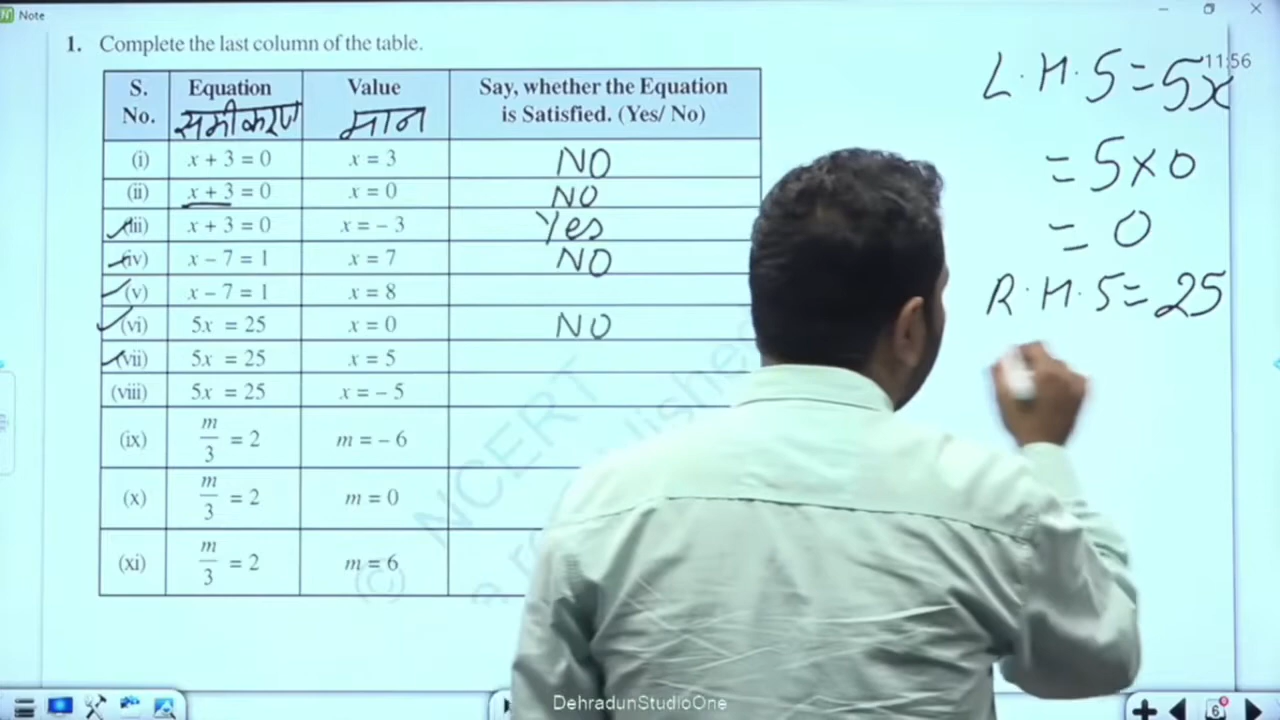 Note
1. Complete the last column of the table.
S. No. Equation Value Say, whether the Equation is Satisfied. (Yes/ No)
समीकरण मान
(i) x + 3 = 0 x = 3 NO
(ii) x + 3 = 0 x = 0 NO
(iii) x + 3 = 0 x = − 3 Yes
(iv) x − 7 = 1 x = 7 NO
(v) x − 7 = 1 x = 8
(vi) 5x = 25 x = 0 NO
(vii) 5x = 25 x = 5
(viii) 5x = 25 x = − 5
(ix) m/3 = 2 m = − 6
(x) m/3 = 2 m = 0
(xi) m/3 = 2 m = 6
© NCERT
11:56
L.H.S = 5x
= 5 × 0
= 0
R.H.S = 25
DehradunStudioOne
6